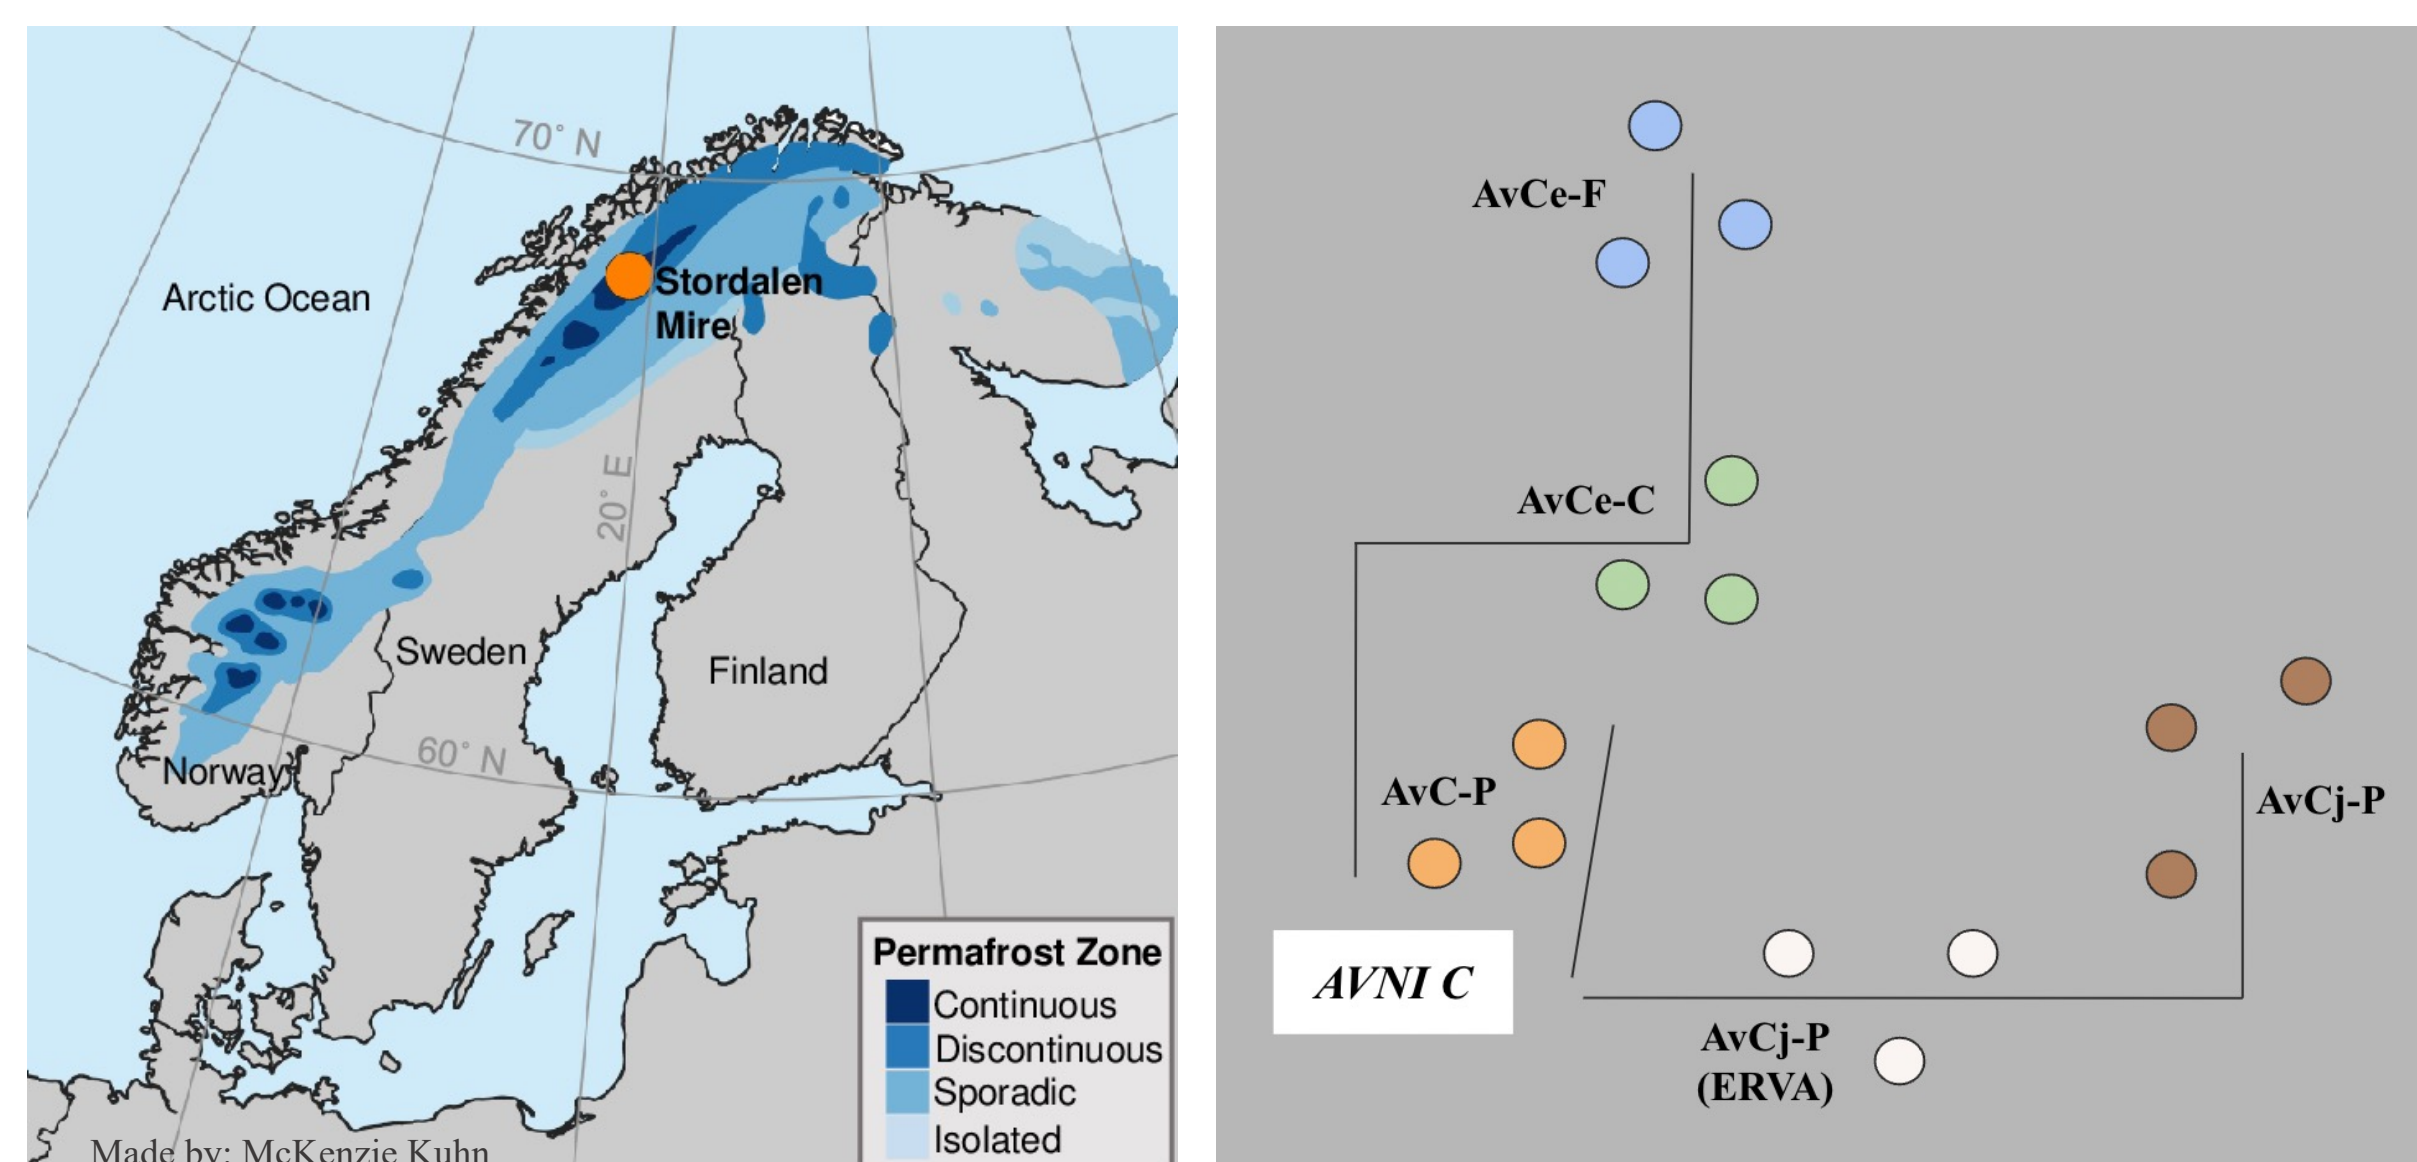 70° N
Arctic Ocean
Stordalen
Mire
20° E
Sweden
Finland
60° N
Norway
Permafrost Zone
Continuous
Discontinuous
Sporadic
Isolated
Made by: McKenzie Kuhn
AvCe-F
AvCe-C
AvC-P
AvCj-P
AVNI C
AvCj-P
(ERVA)